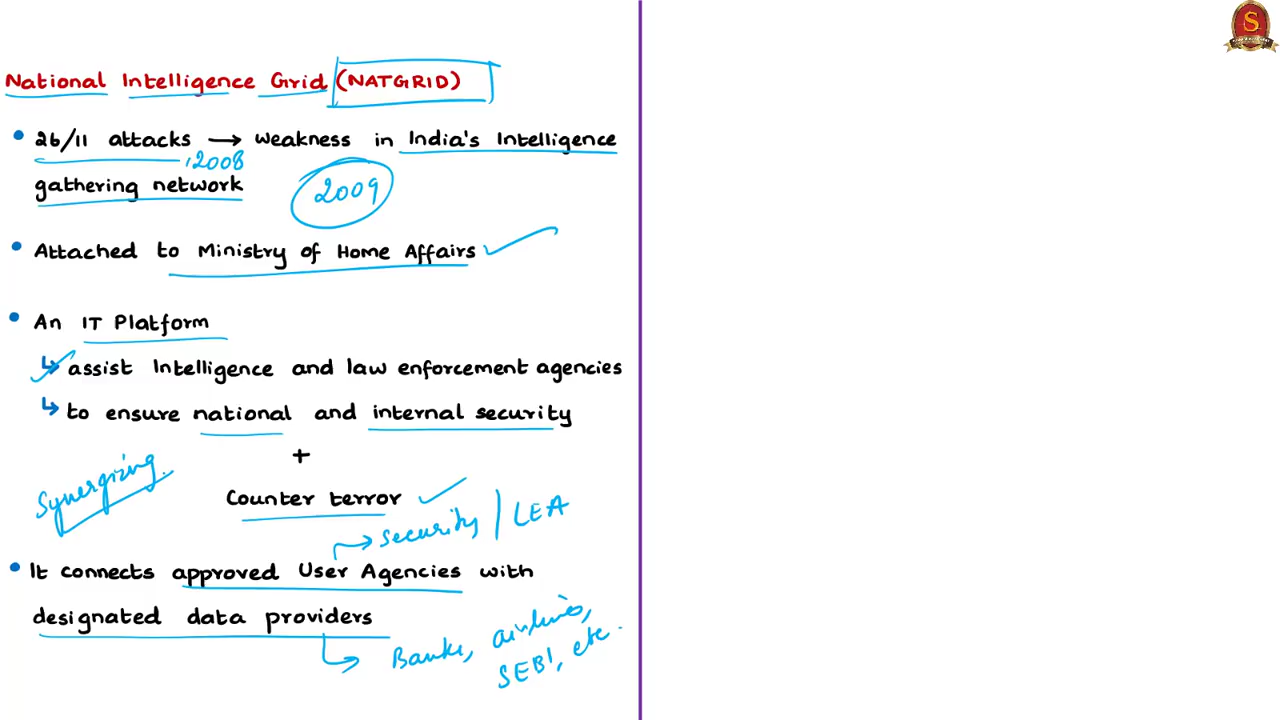 National Intelligence Grid (NATGRID)
• 26/11 attacks → weakness in India's Intelligence
, 2008
gathering network
2009
• Attached to Ministry of Home Affairs
• An IT Platform
↳ assist Intelligence and law enforcement agencies
↳ to ensure national and internal security
+
Synergizing
Counter terror
→ Security / LEA
• It connects approved User Agencies with
designated data providers
→ Banks, airlines,
SEBI, etc.
S